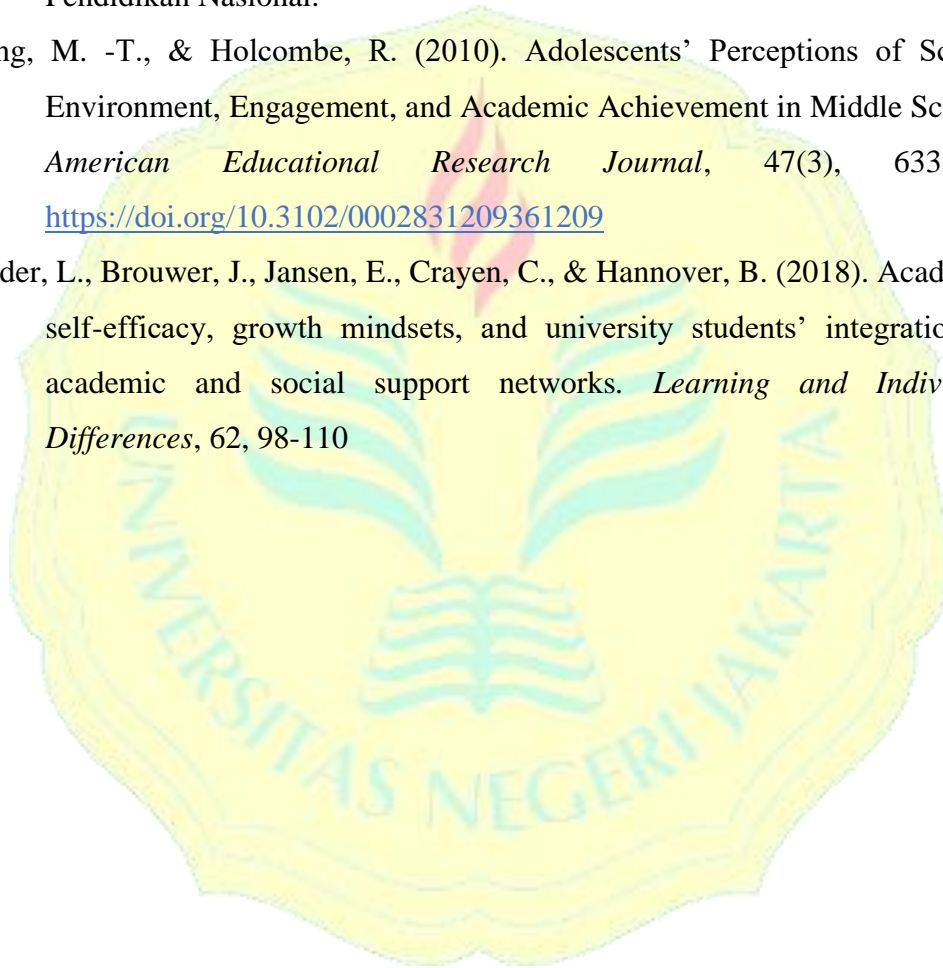 Pendidikan Nasional.
ng, M. -T., & Holcombe, R. (2010). Adolescents’ Perceptions of Sc
Environment, Engagement, and Academic Achievement in Middle Sc
American Educational Research Journal, 47(3), 633
https://doi.org/10.3102/0002831209361209
der, L., Brouwer, J., Jansen, E., Crayen, C., & Hannover, B. (2018). Acad
self-efficacy, growth mindsets, and university students’ integratio
academic and social support networks. Learning and Indiv
Differences, 62, 98-110
UNIVERSITAS NEGERI JAKARTA